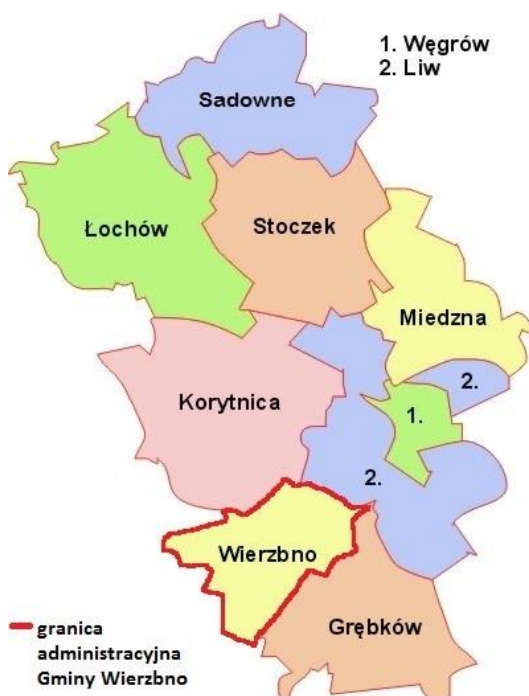 1. Węgrów
2. Liw
Sadowne
Łochów
Stoczek
Miedzna
2.
Korytnica
1.
2.
Wierzbno
granica
administracyjna
Gminy Wierzbno
Grębków